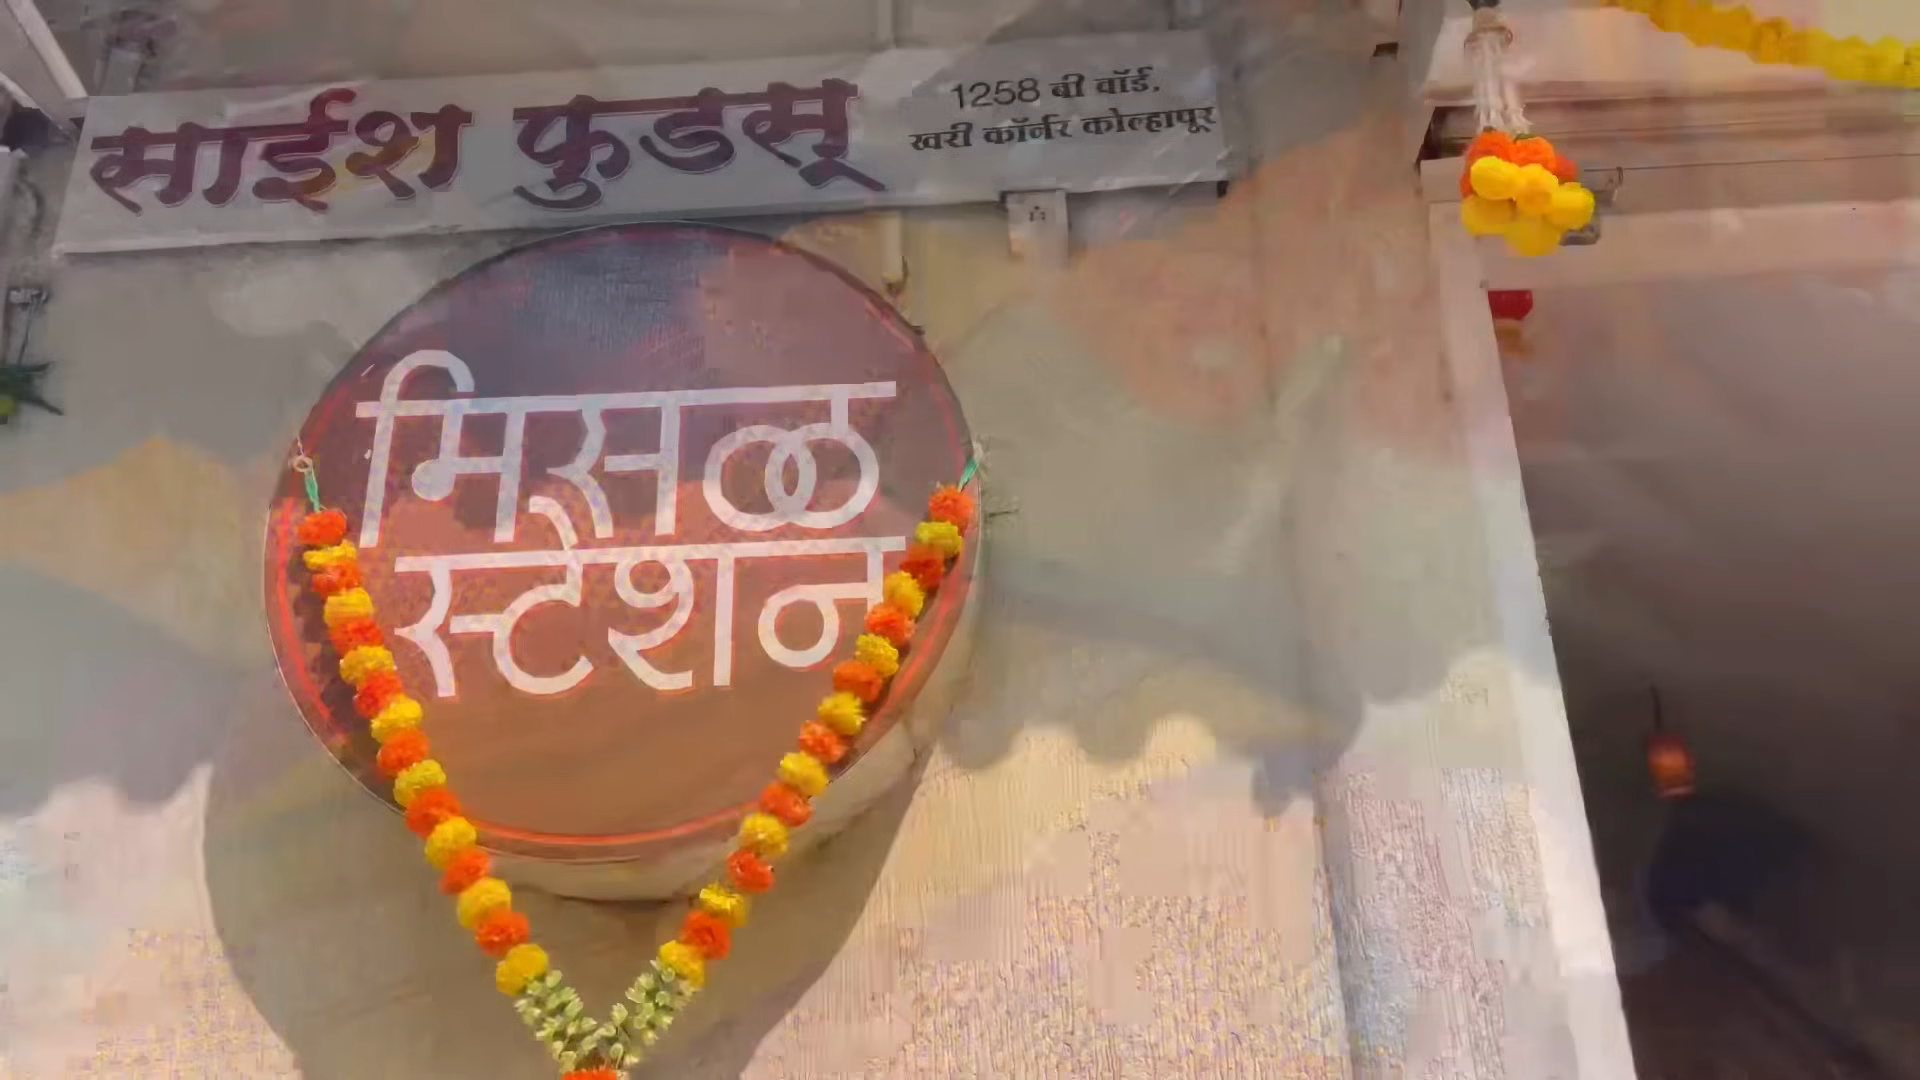 साईश फुडस्
1258 बी वॉर्ड.
खरी कॉर्नर कोल्हापूर
मिसळ
स्टेशन